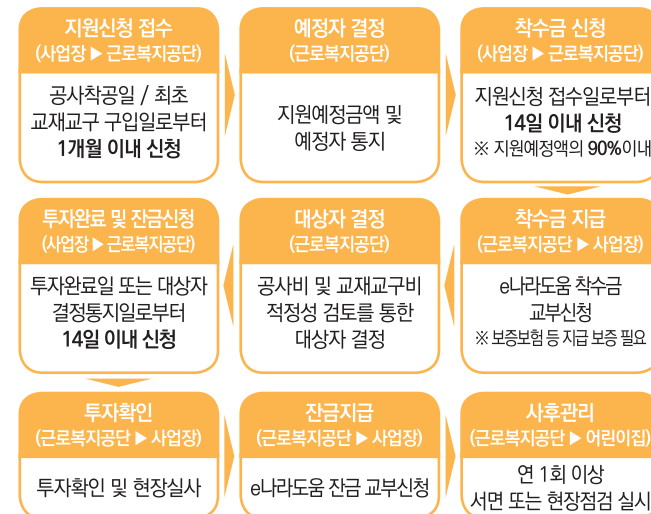 지원신청 접수
(사업장 ▶ 근로복지공단)
공사착공일 / 최초
교재교구 구입일로부터
1개월 이내 신청
예정자 결정
(근로복지공단)
지원예정금액 및
예정자 통지
착수금 신청
(사업장 ▶ 근로복지공단)
지원신청 접수일로부터
14일 이내 신청
※ 지원예정액의 90%이내
착수금 지급
(근로복지공단 ▶ 사업장)
e나라도움 착수금
교부신청
※ 보증보험 등 지급 보증 필요
대상자 결정
(근로복지공단)
공사비 및 교재교구비
적정성 검토를 통한
대상자 결정
투자완료 및 잔금신청
(사업장 ▶ 근로복지공단)
투자완료일 또는 대상자
결정통지일로부터
14일 이내 신청
투자확인
(근로복지공단 ▶ 사업장)
투자확인 및 현장실사
잔금지급
(근로복지공단 ▶ 사업장)
e나라도움 잔금 교부신청
사후관리
(근로복지공단 ▶ 어린이집)
연 1회 이상
서면 또는 현장점검 실시